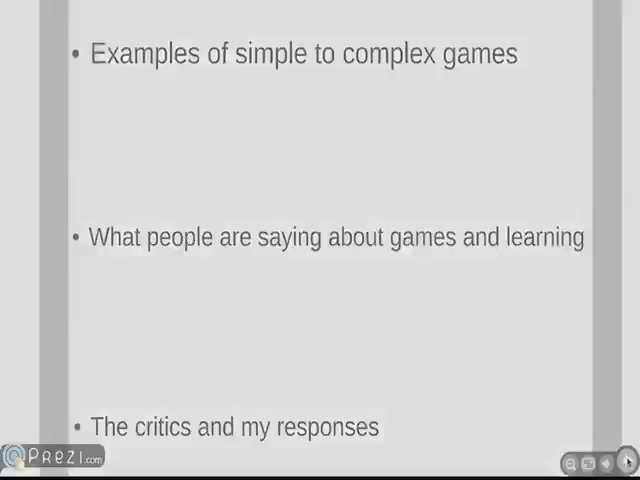 • Examples of simple to complex games
• What people are saying about games and learning
• The critics and my responses
PREZI.com